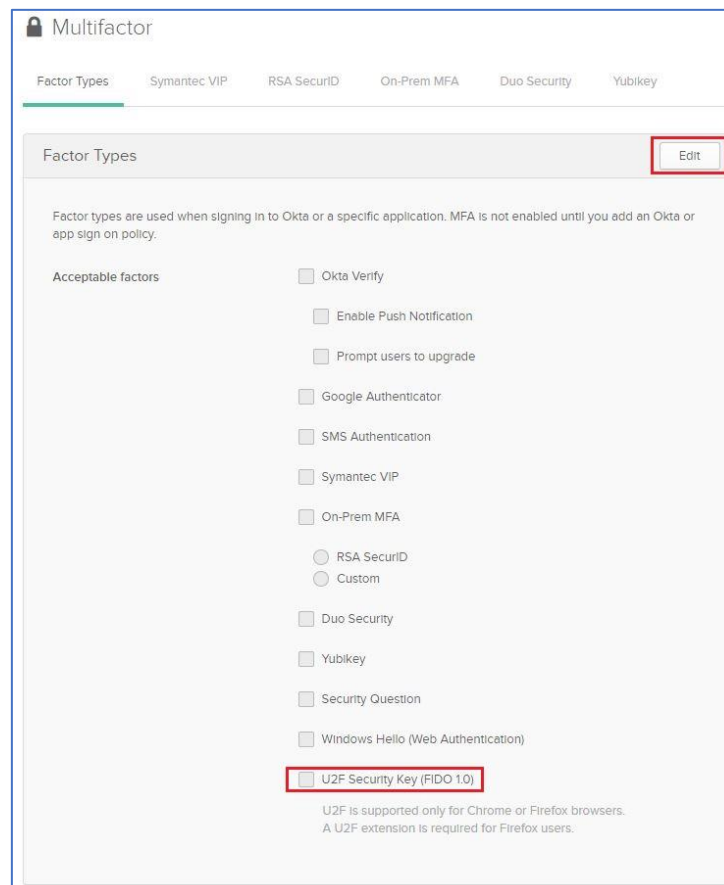 Multifactor
Factor Types Symantec VIP RSA SecurID On-Prem MFA Duo Security Yubikey
Factor Types Edit
Factor types are used when signing in to Okta or a specific application. MFA is not enabled until you add an Okta or
app sign on policy.
Acceptable factors Okta Verify
Enable Push Notification
Prompt users to upgrade
Google Authenticator
SMS Authentication
Symantec VIP
On-Prem MFA
RSA SecurID
Custom
Duo Security
Yubikey
Security Question
Windows Hello (Web Authentication)
U2F Security Key (FIDO 1.0)
U2F is supported only for Chrome or Firefox browsers.
A U2F extension is required for Firefox users.